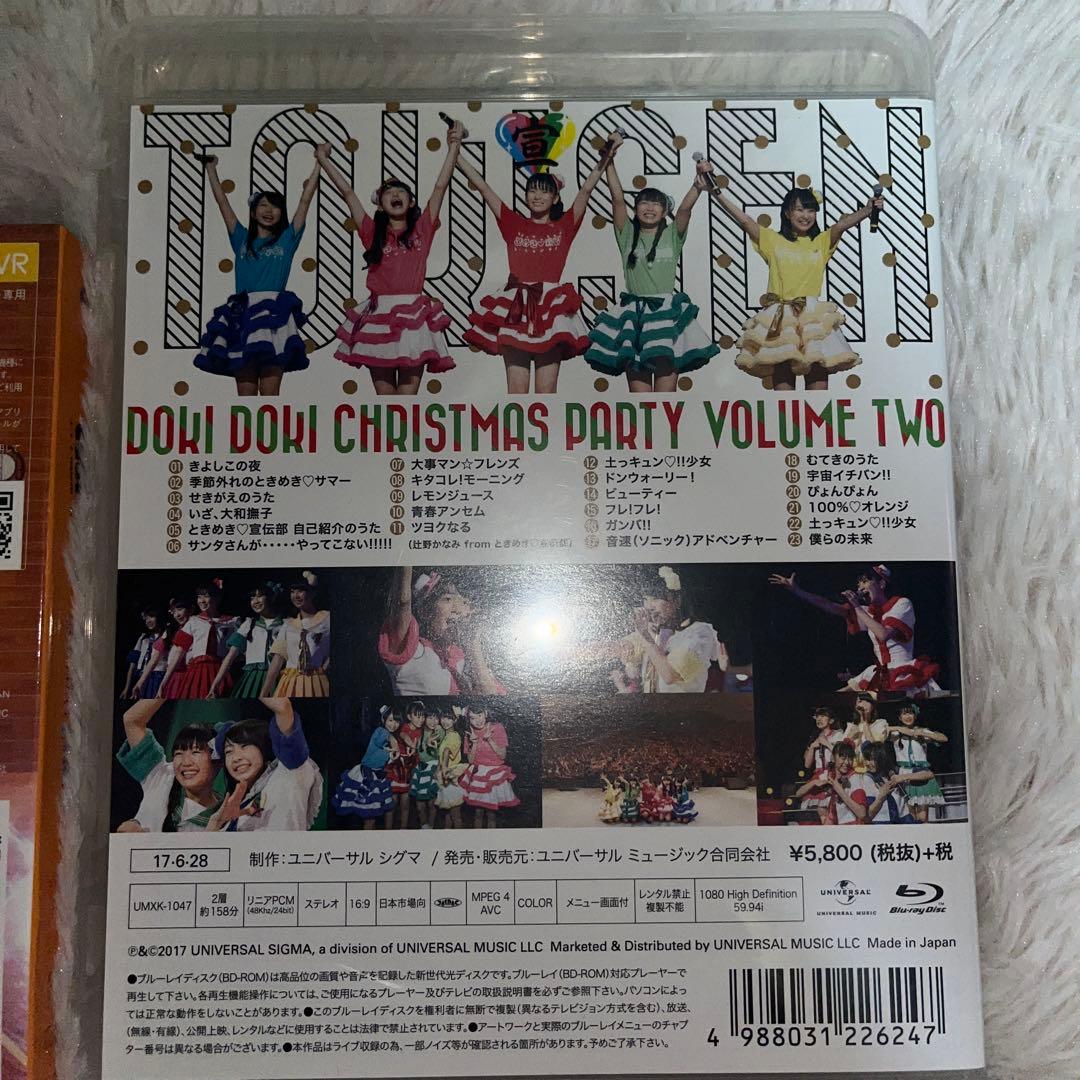 TOKISEN
宣
DOKI DOKI CHRISTMAS PARTY VOLUME TWO
01 きよしこの夜
02 季節外れのときめき♡サマー
03 せきがえのうた
04 いざ、大和撫子
05 ときめき♡宣伝部 自己紹介のうた
06 サンタさんが・・・・・やってこない!!!!!
07 大事マン☆フレンズ
08 キタコレ!モーニング
09 レモンジュース
10 青春アンセム
11 ツヨクなる
(辻野かなみ from ときめき♡宣伝部)
12 土っキュン♡!!少女
13 ドンウォーリー!
14 ビューティー
15 フレ!フレ!
16 ガンバ!!
17 音速(ソニック)アドベンチャー
18 むてきのうた
19 宇宙イチバン!!
20 ぴょんぴょん
21 100%♡オレンジ
22 土っキュン♡!!少女
23 僕らの未来
17・6・28 制作:ユニバーサル シグマ / 発売・販売元:ユニバーサル ミュージック合同会社 ¥5,800 (税抜)+税
UMXK-1047 2層 約158分 リニアPCM (48Khz/24bit) ステレオ 16:9 日本市場向 MPEG 4 AVC COLOR メニュー画面付 レンタル禁止 複製不能 1080 High Definition 59.94i UNIVERSAL UNIVERSAL MUSIC Blu-ray Disc
℗&©2017 UNIVERSAL SIGMA, a division of UNIVERSAL MUSIC LLC Marketed & Distributed by UNIVERSAL MUSIC LLC Made in Japan
●ブルーレイディスク(BD-ROM)は高品位の画質や音声を記録した新世代光ディスクです。ブルーレイ(BD-ROM)対応プレーヤーで
再生して下さい。各再生機能操作については、ご使用になるプレーヤー及びテレビの取扱説明書を必ずご参照下さい。パソコンによっ
ては正常な動作をしないことがあります。●このブルーレイディスクを権利者に無断で複製(異なるテレビジョン方式を含む)、放送、
(無線・有線)、公開上映、レンタルなどに使用することは法律で禁止されています。●アートワークと実際のブルーレイメニューのチャプ
ター番号は異なる場合がございます。●本作品はライブ収録の為、一部ノイズ等が確認される箇所があります。予めご了承下さい。
4 988031 226247
VR
専用